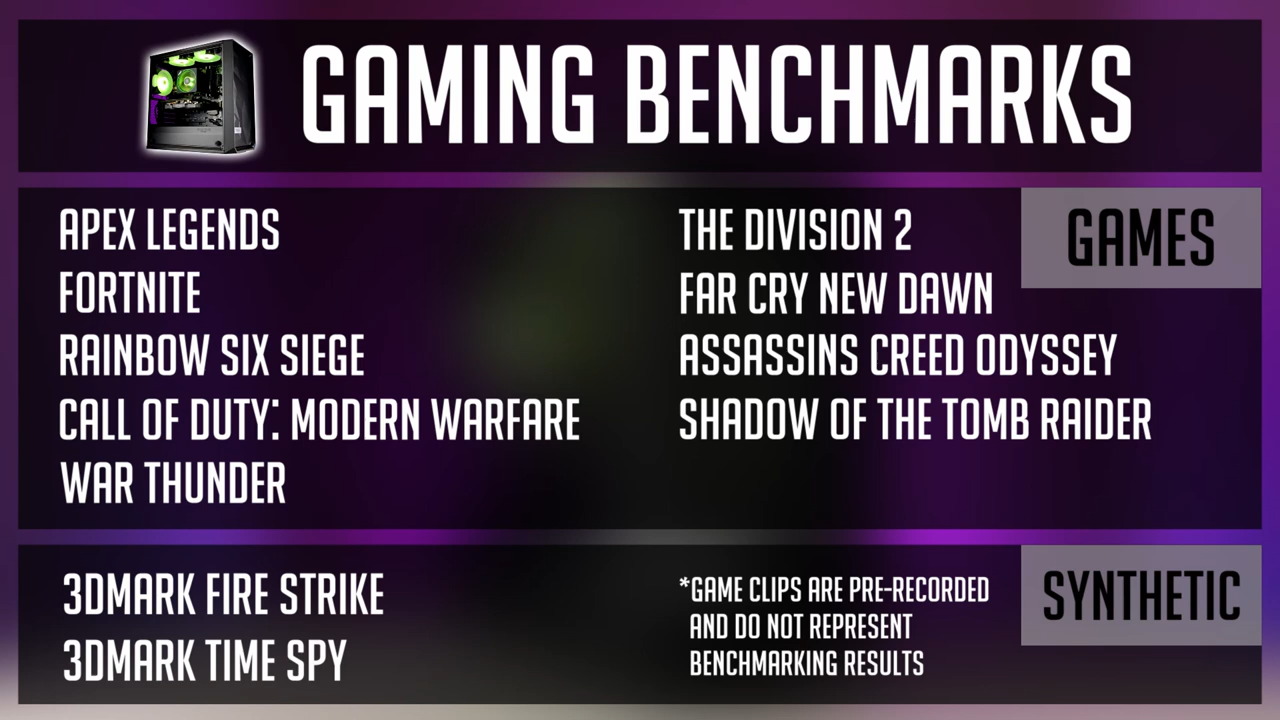 GAMING BENCHMARKS
GAMES
APEX LEGENDS
FORTNITE
RAINBOW SIX SIEGE
CALL OF DUTY: MODERN WARFARE
WAR THUNDER
THE DIVISION 2
FAR CRY NEW DAWN
ASSASSINS CREED ODYSSEY
SHADOW OF THE TOMB RAIDER
SYNTHETIC
3DMARK FIRE STRIKE
3DMARK TIME SPY
*GAME CLIPS ARE PRE-RECORDED
AND DO NOT REPRESENT
BENCHMARKING RESULTS